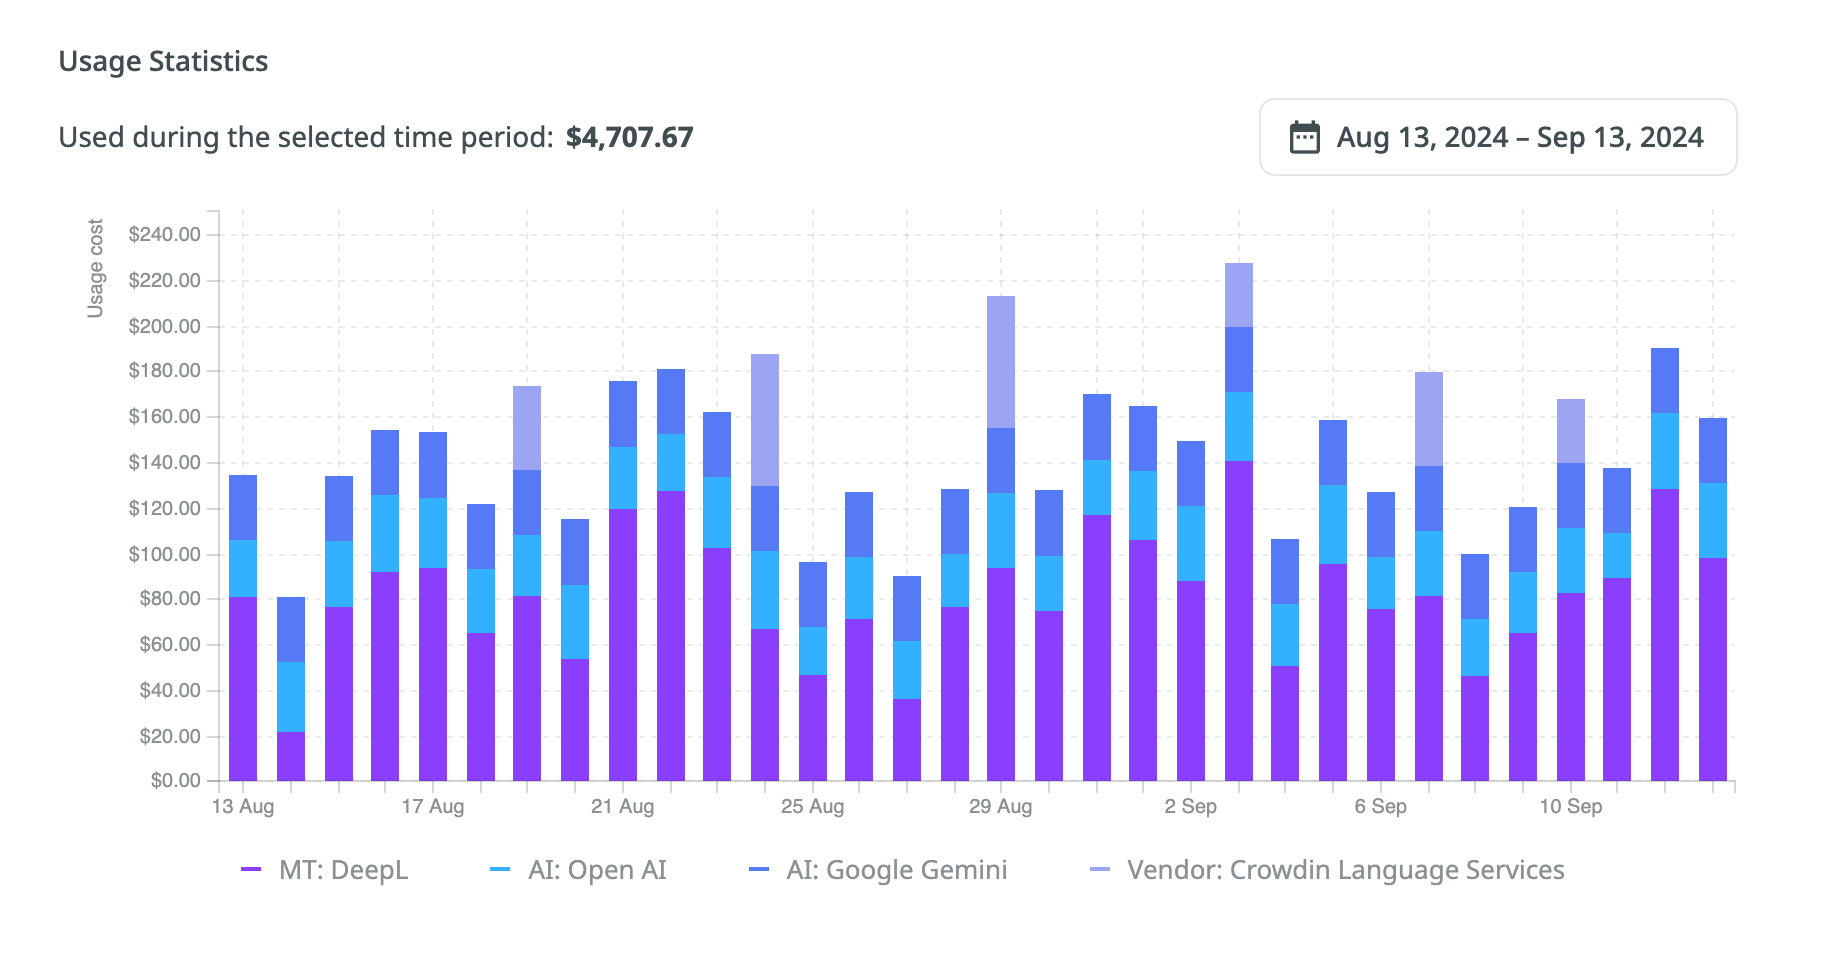 Usage Statistics
Used during the selected time period: $4,707.67
Aug 13, 2024 – Sep 13, 2024
Usage cost
$240.00
$220.00
$200.00
$180.00
$160.00
$140.00
$120.00
$100.00
$80.00
$60.00
$40.00
$20.00
$0.00
13 Aug 17 Aug 21 Aug 25 Aug 29 Aug 2 Sep 6 Sep 10 Sep
MT: DeepL AI: Open AI AI: Google Gemini Vendor: Crowdin Language Services